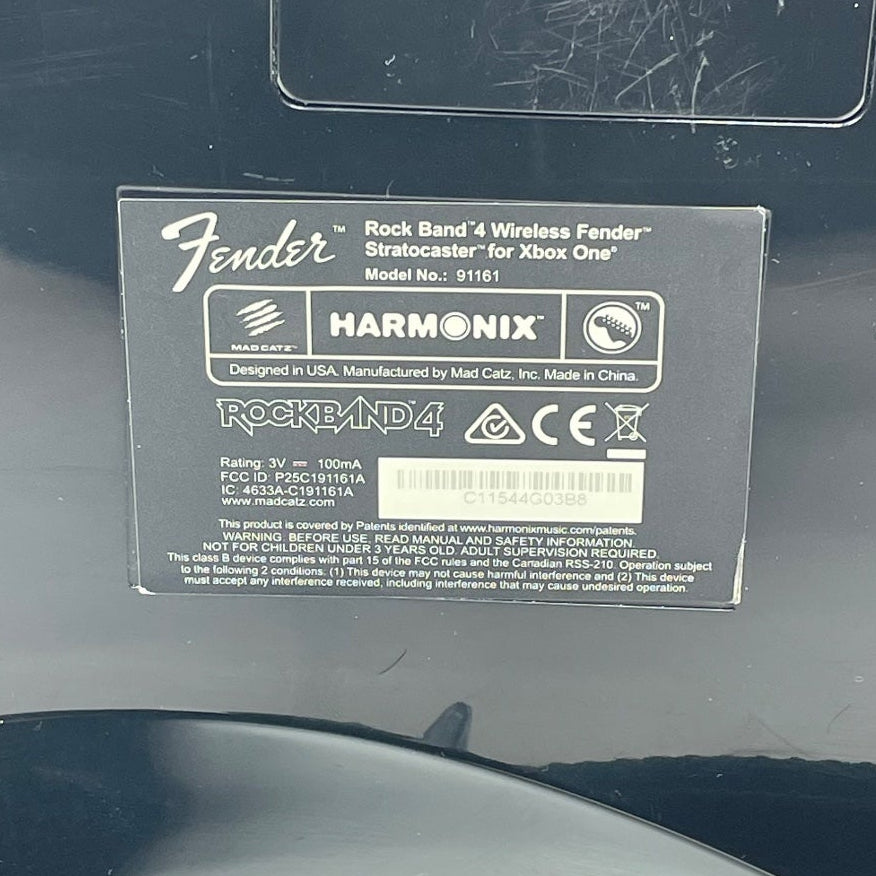 Fender™
Rock Band™4 Wireless Fender™
Stratocaster™ for Xbox One®
Model No.: 91161
MAD CATZ™
HARMONIX™
TM
Designed in USA. Manufactured by Mad Catz, Inc. Made in China.
ROCKBAND™4
CE
Rating: 3V 100mA
FCC ID: P25C191161A
IC: 4633A-C191161A
www.madcatz.com
C11544G03B8
This product is covered by Patents identified at www.harmonixmusic.com/patents.
WARNING: BEFORE USE, READ MANUAL AND SAFETY INFORMATION.
NOT FOR CHILDREN UNDER 3 YEARS OLD. ADULT SUPERVISION REQUIRED.
This class B device complies with part 15 of the FCC rules and the Canadian RSS-210. Operation subject
to the following 2 conditions. (1) This device may not cause harmful interference and (2) This device
must accept any interference received, including interference that may cause undesired operation.